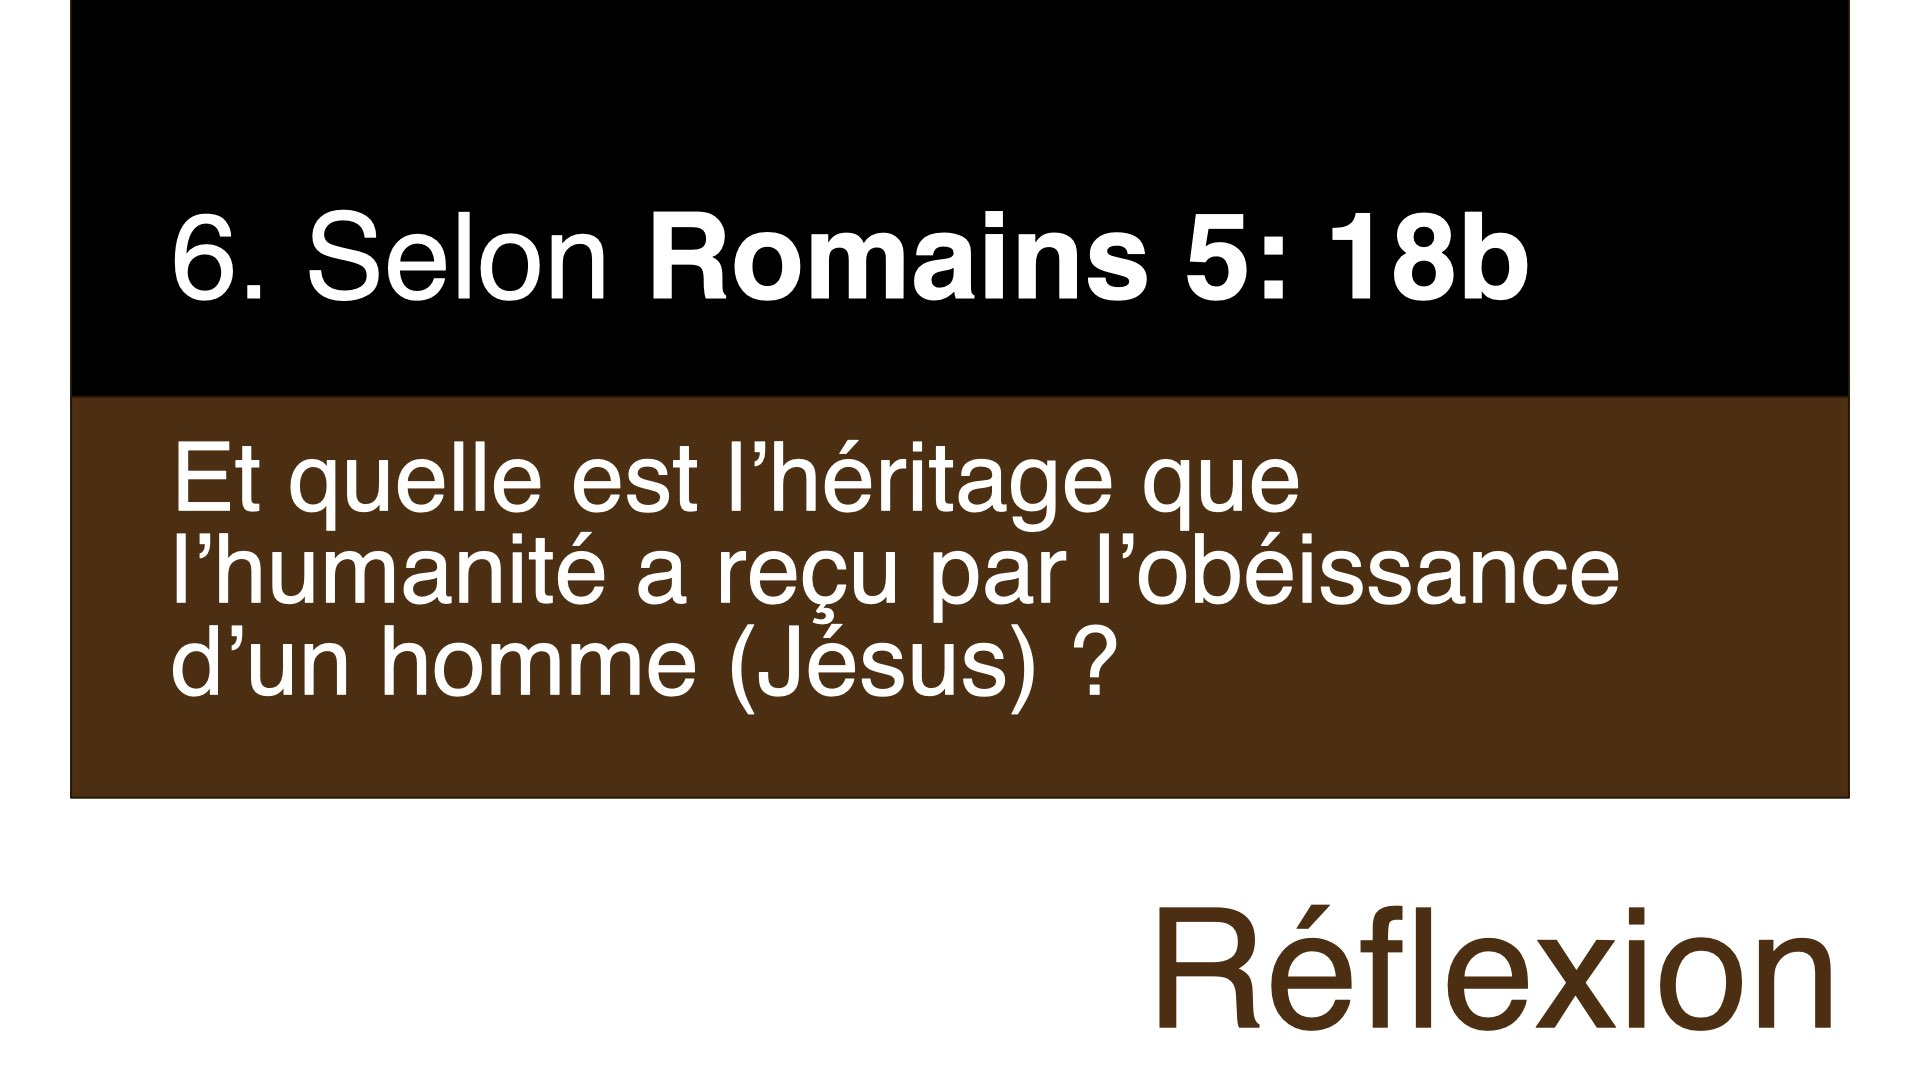 6. Selon Romains 5: 18b
Et quelle est l’héritage que
l’humanité a reçu par l’obéissance
d’un homme (Jésus) ?
Réflexion